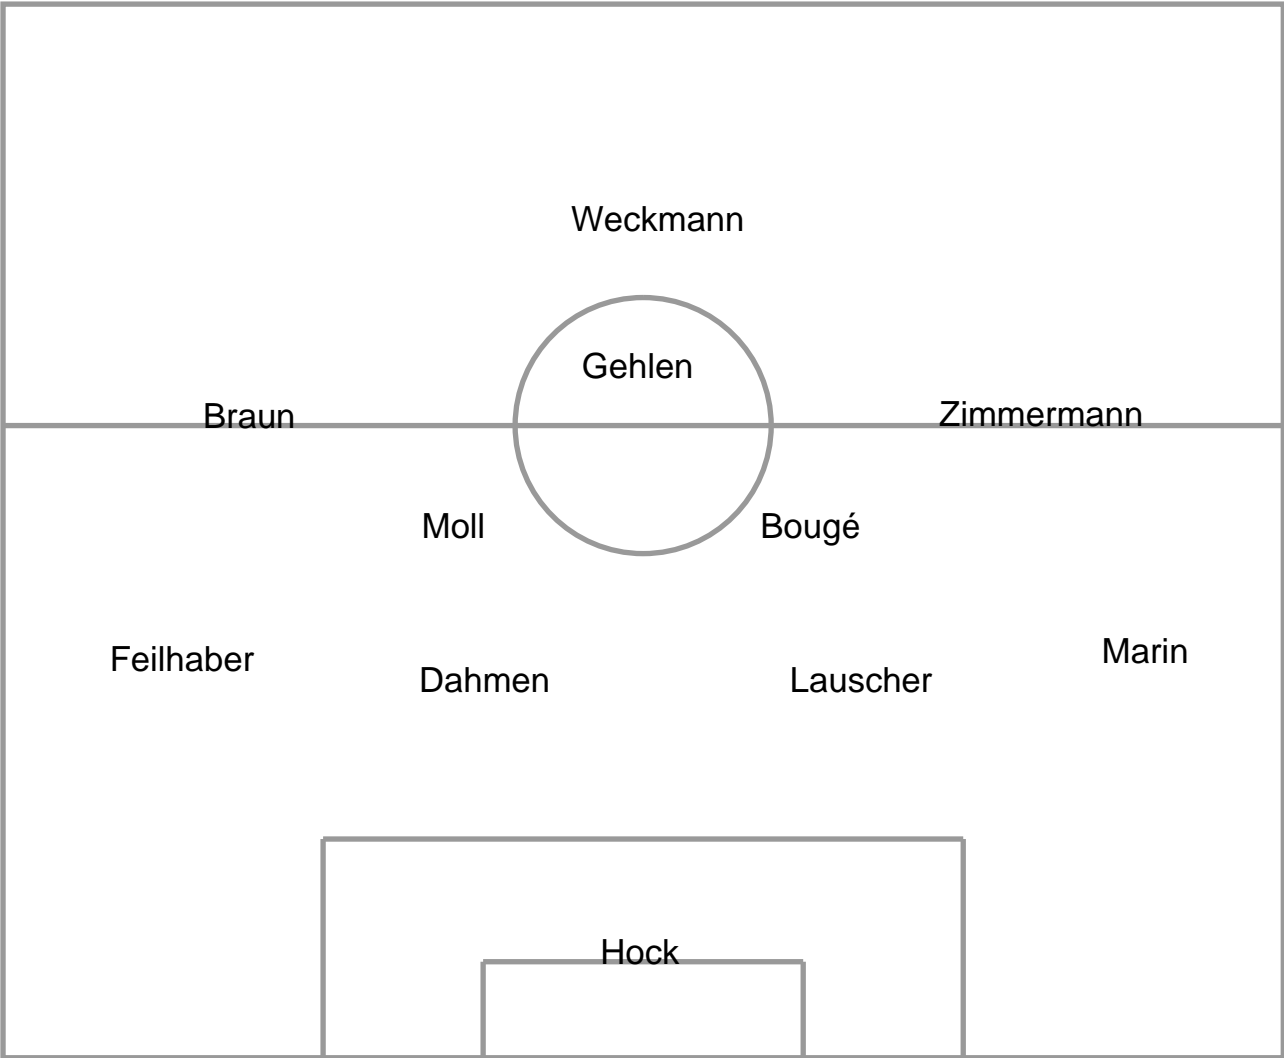 Weckmann
Gehlen
Braun
Zimmermann
Moll
Bougé
Feilhaber
Marin
Dahmen
Lauscher
Hock